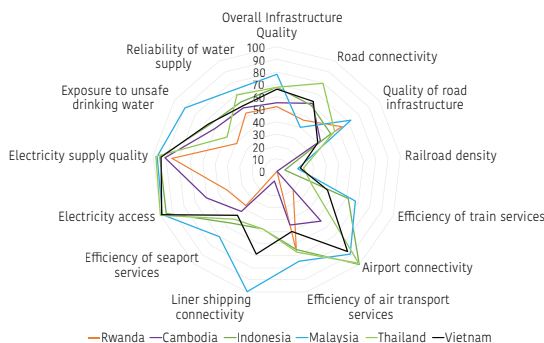 Overall Infrastructure
Quality
Road connectivity
Quality of road
infrastructure
Railroad density
Efficiency of train services
Airport connectivity
Efficiency of air transport
services
Liner shipping
connectivity
Efficiency of seaport
services
Electricity access
Electricity supply quality
Exposure to unsafe
drinking water
Reliability of water
supply
100
90
80
70
60
50
40
30
20
10
0
Rwanda Cambodia Indonesia Malaysia Thailand Vietnam